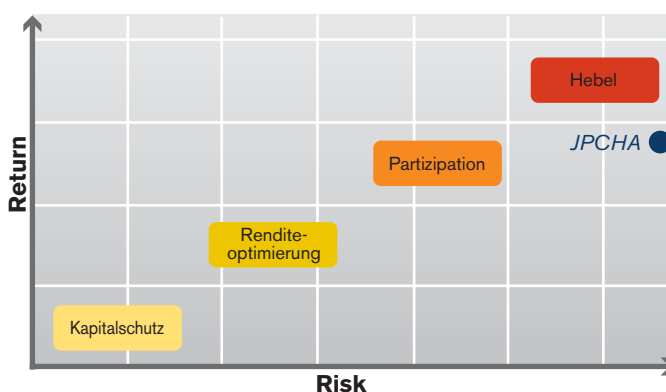 Hebel
JPCHA
Partizipation
Rendite-
optimierung
Kapitalschutz
Return
Risk